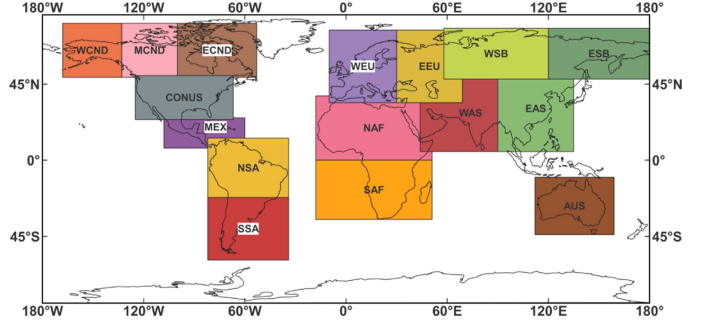 180°W 120°W 60°W 0° 60°E 120°E 180°E
WCND MCND ECND WEU EEU WSB ESB
45°N 45°N
CONUS WAS EAS
MEX NAF
0° 0°
NSA SAF
AUS
SSA
45°S 45°S
180°W 120°W 60°W 0° 60°E 120°E 180°E